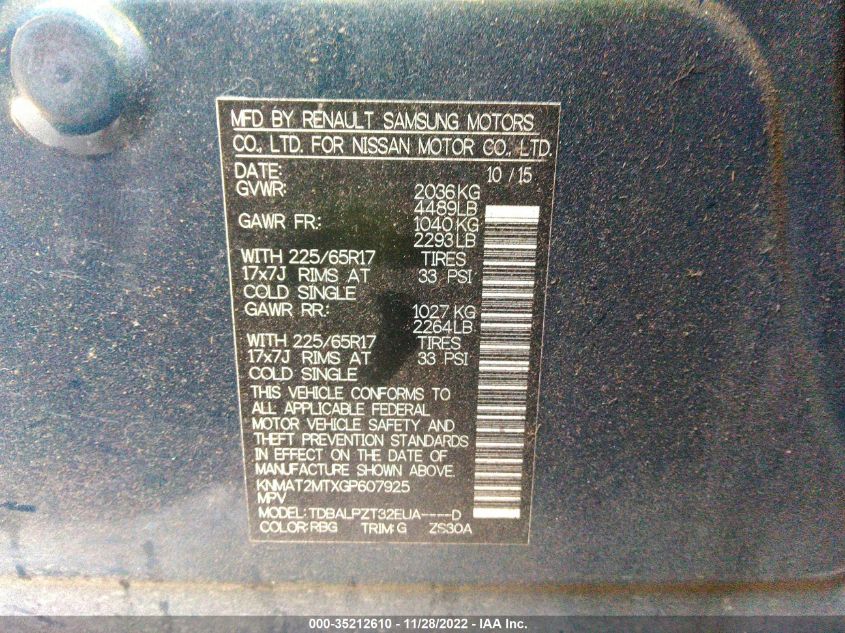 MFD BY RENAULT SAMSUNG MOTORS
CO., LTD. FOR NISSAN MOTOR CO., LTD.
DATE: 10 / 15
GVWR: 2036 KG
4489LB
GAWR FR.: 1040 KG
2293 LB
WITH 225/65R17 TIRES
17x7J RIMS AT 33 PSI
COLD SINGLE
GAWR RR.: 1027 KG
2264LB
WITH 225/65R17 TIRES
17x7J RIMS AT 33 PSI
COLD SINGLE
THIS VEHICLE CONFORMS TO
ALL APPLICABLE FEDERAL
MOTOR VEHICLE SAFETY AND
THEFT PREVENTION STANDARDS
IN EFFECT ON THE DATE OF
MANUFACTURE SHOWN ABOVE.
KNMAT2MTXGP607925
MPV
MODEL: TDBALPZT32EUA----D
COLOR: RBG TRIM: G ZS30A
000-35212610 - 11/28/2022 - IAA Inc.